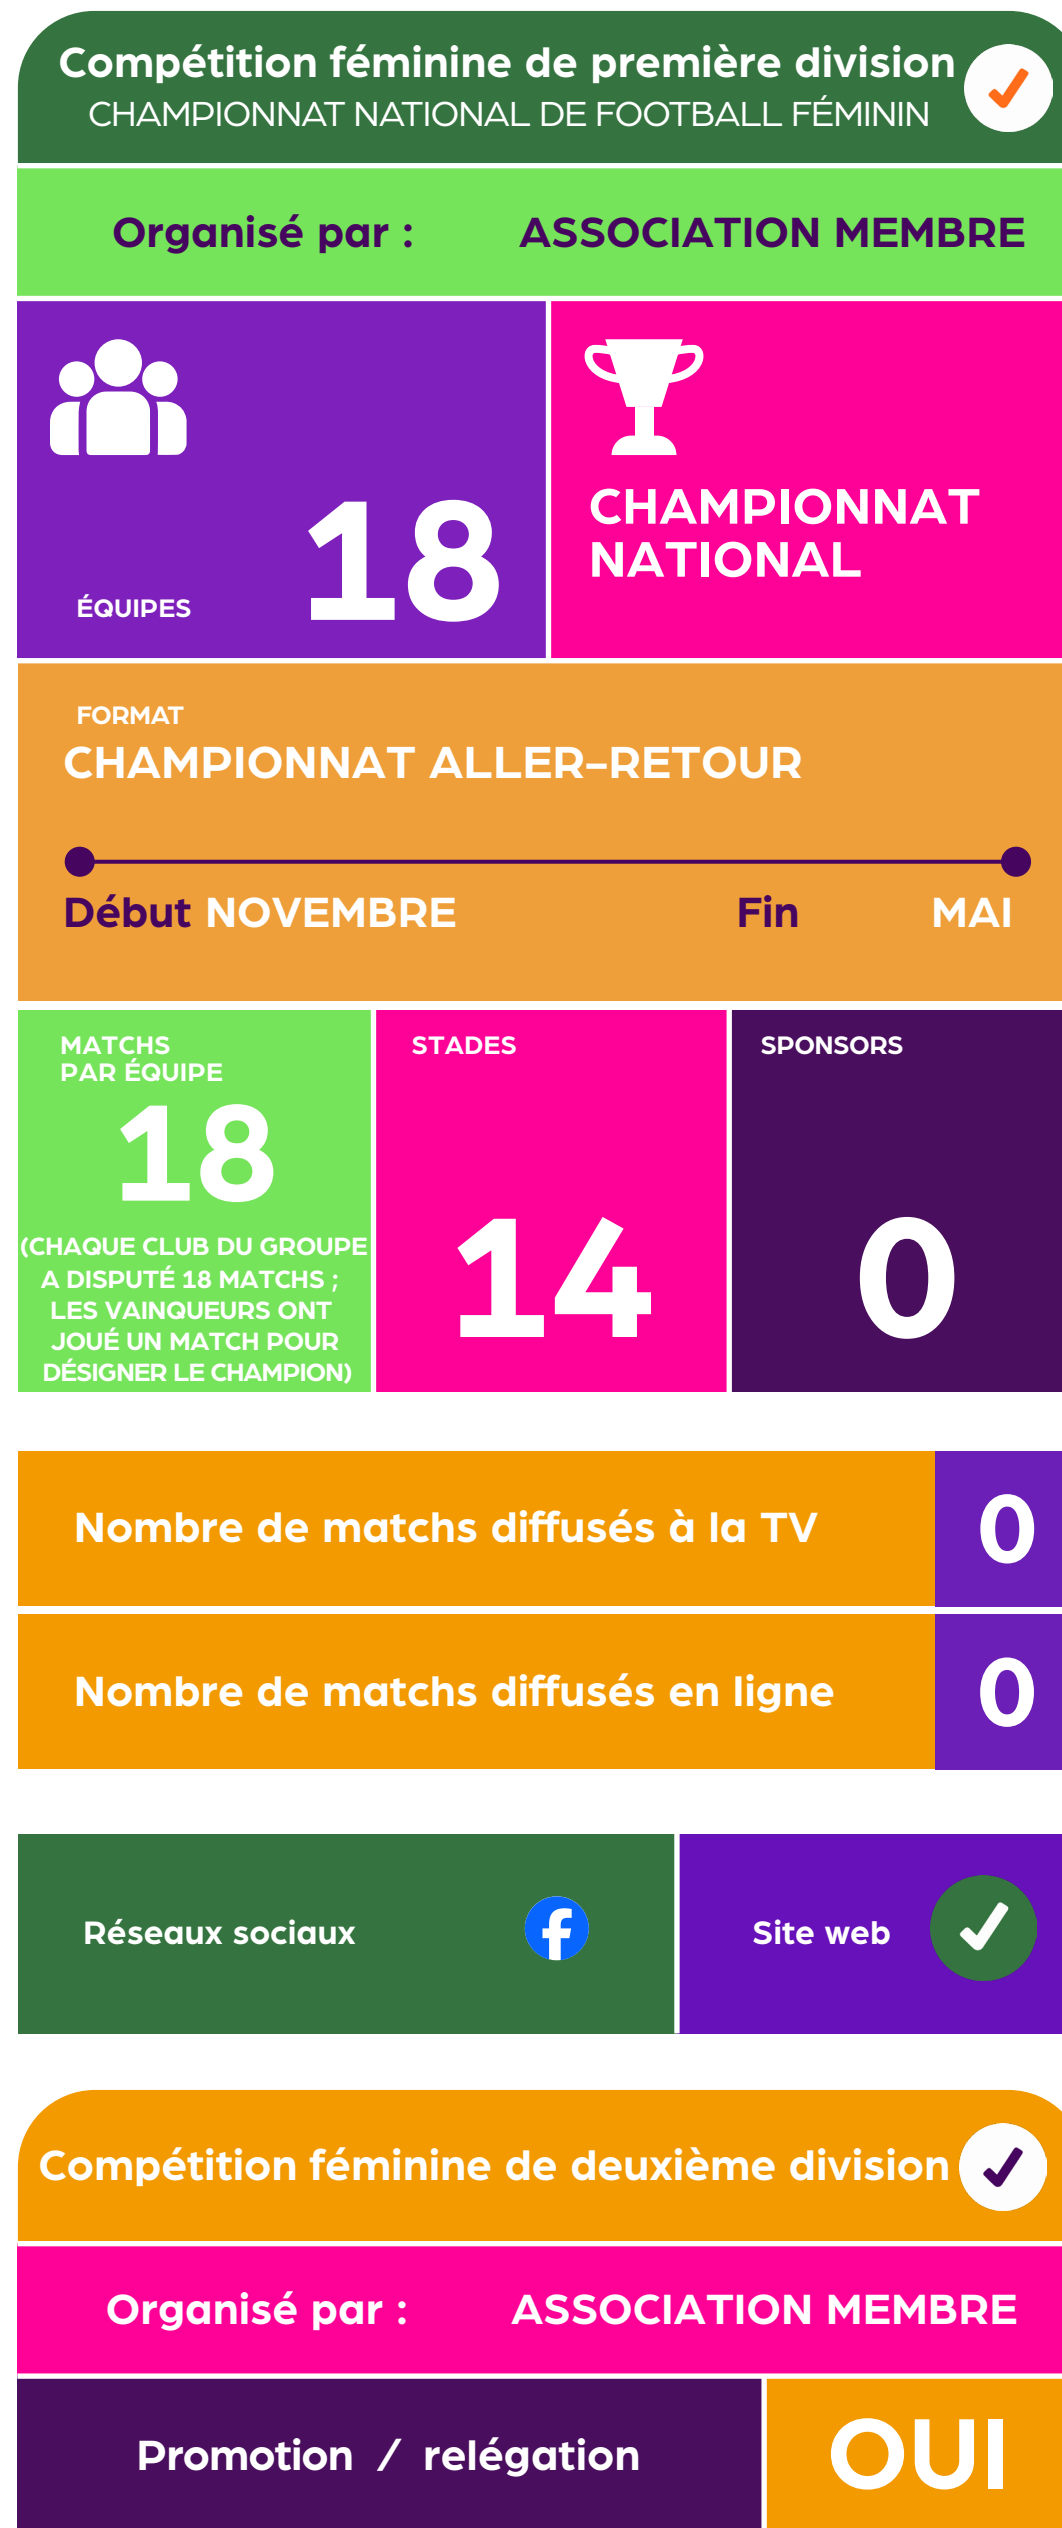 Compétition féminine de première division
CHAMPIONNAT NATIONAL DE FOOTBALL FÉMININ
Organisé par : ASSOCIATION MEMBRE
ÉQUIPES 18
CHAMPIONNAT
NATIONAL
FORMAT
CHAMPIONNAT ALLER-RETOUR
Début NOVEMBRE Fin MAI
MATCHS
PAR ÉQUIPE
18
(CHAQUE CLUB DU GROUPE
A DISPUTÉ 18 MATCHS ;
LES VAINQUEURS ONT
JOUÉ UN MATCH POUR
DÉSIGNER LE CHAMPION)
STADES
14
SPONSORS
0
Nombre de matchs diffusés à la TV 0
Nombre de matchs diffusés en ligne 0
Réseaux sociaux
Site web
Compétition féminine de deuxième division
Organisé par : ASSOCIATION MEMBRE
Promotion / relégation OUI